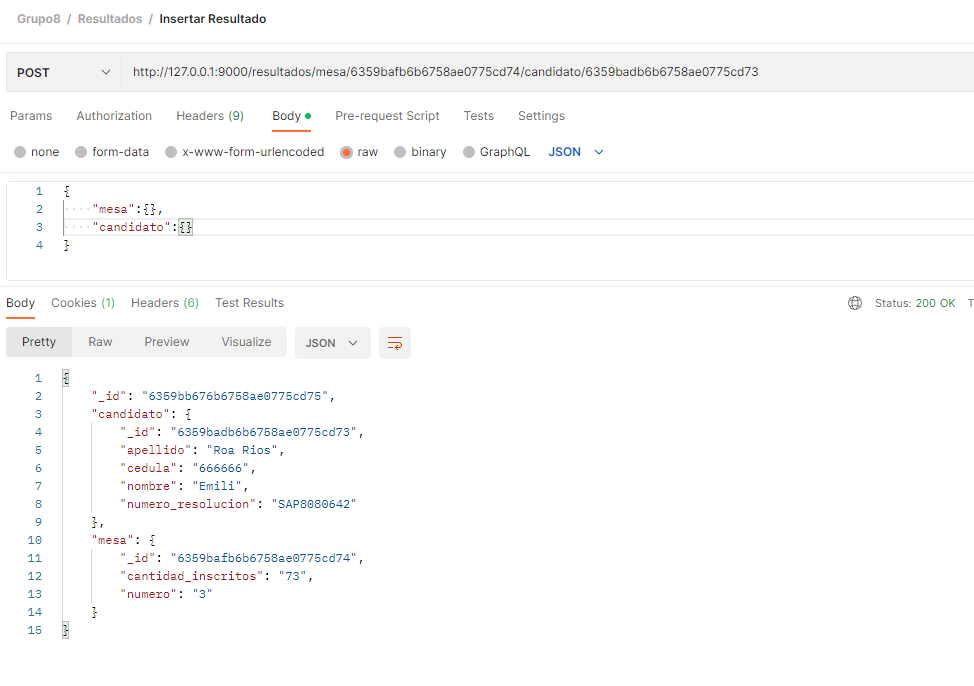 Grupo8 / Resultados / Insertar Resultado
POST http://127.0.0.1:9000/resultados/mesa/6359bafb6b6758ae0775cd74/candidato/6359badb6b6758ae0775cd73
Params Authorization Headers (9) Body Pre-request Script Tests Settings
none form-data x-www-form-urlencoded raw binary GraphQL JSON
1 {
2 ····"mesa":{},
3 ····"candidato":{}
4 }
Body Cookies (1) Headers (6) Test Results Status: 200 OK T
Pretty Raw Preview Visualize JSON
1 {
2 "_id": "6359bb676b6758ae0775cd75",
3 "candidato": {
4 "_id": "6359badb6b6758ae0775cd73",
5 "apellido": "Roa Rios",
6 "cedula": "666666",
7 "nombre": "Emili",
8 "numero_resolucion": "SAP8080642"
9 },
10 "mesa": {
11 "_id": "6359bafb6b6758ae0775cd74",
12 "cantidad_inscritos": "73",
13 "numero": "3"
14 }
15 }